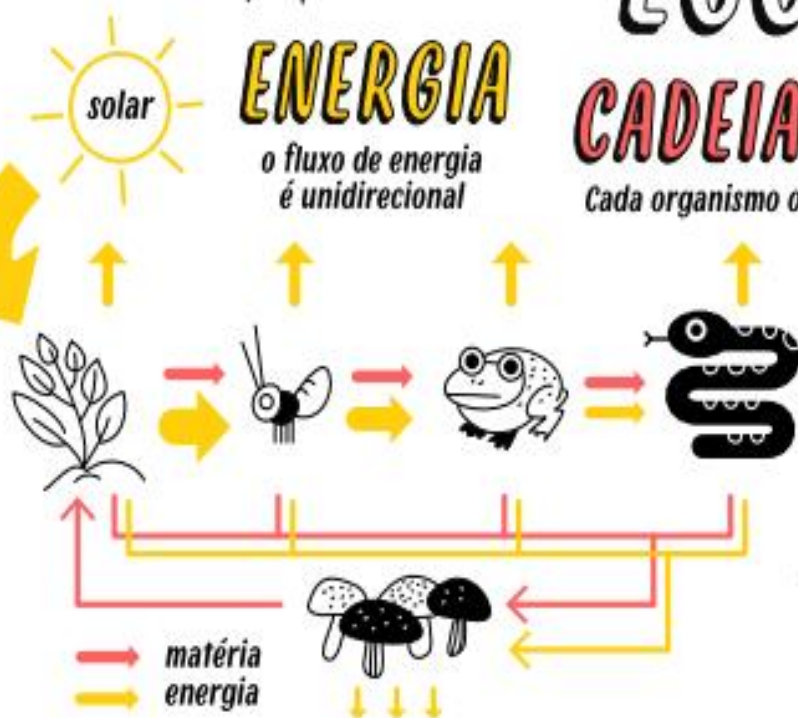 solar
ENERGIA
o fluxo de energia
é unidirecional
CADEIA
Cada organismo o
matéria
energia